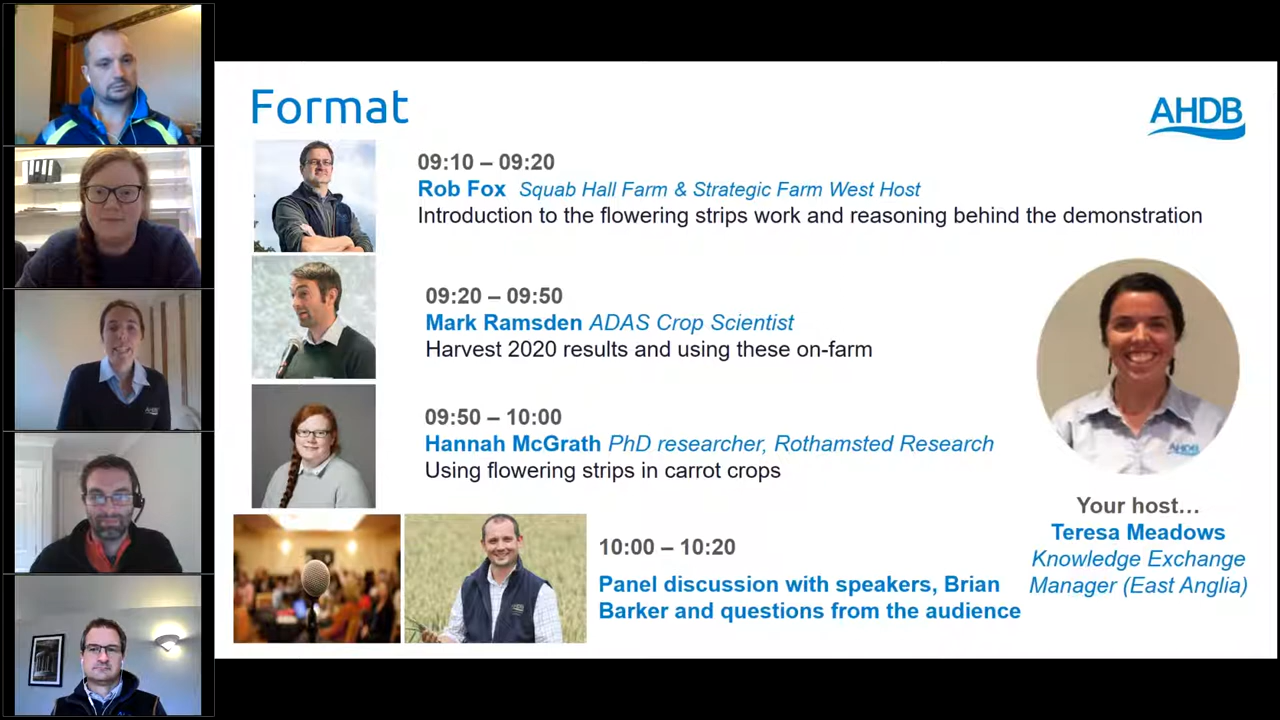 Format
AHDB
09:10 – 09:20
Rob Fox Squab Hall Farm & Strategic Farm West Host
Introduction to the flowering strips work and reasoning behind the demonstration
09:20 – 09:50
Mark Ramsden ADAS Crop Scientist
Harvest 2020 results and using these on-farm
09:50 – 10:00
Hannah McGrath PhD researcher, Rothamsted Research
Using flowering strips in carrot crops
10:00 – 10:20
Panel discussion with speakers, Brian
Barker and questions from the audience
AHDB
Your host…
Teresa Meadows
Knowledge Exchange
Manager (East Anglia)
AHDB